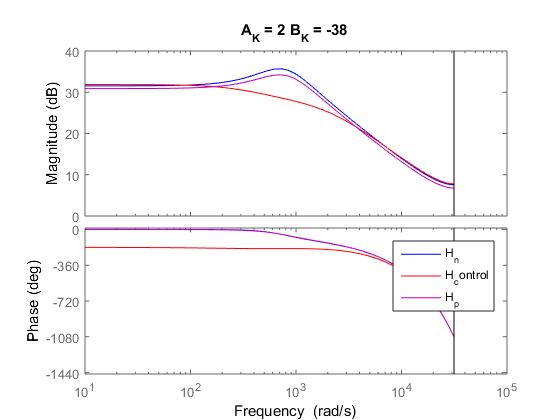 A_K = 2 B_K = -38
40
30
20
10
0
Magnitude (dB)
0
-360
-720
-1080
-1440
Phase (deg)
H_n
H_control
H_p
10^1
10^2
10^3
10^4
10^5
Frequency (rad/s)